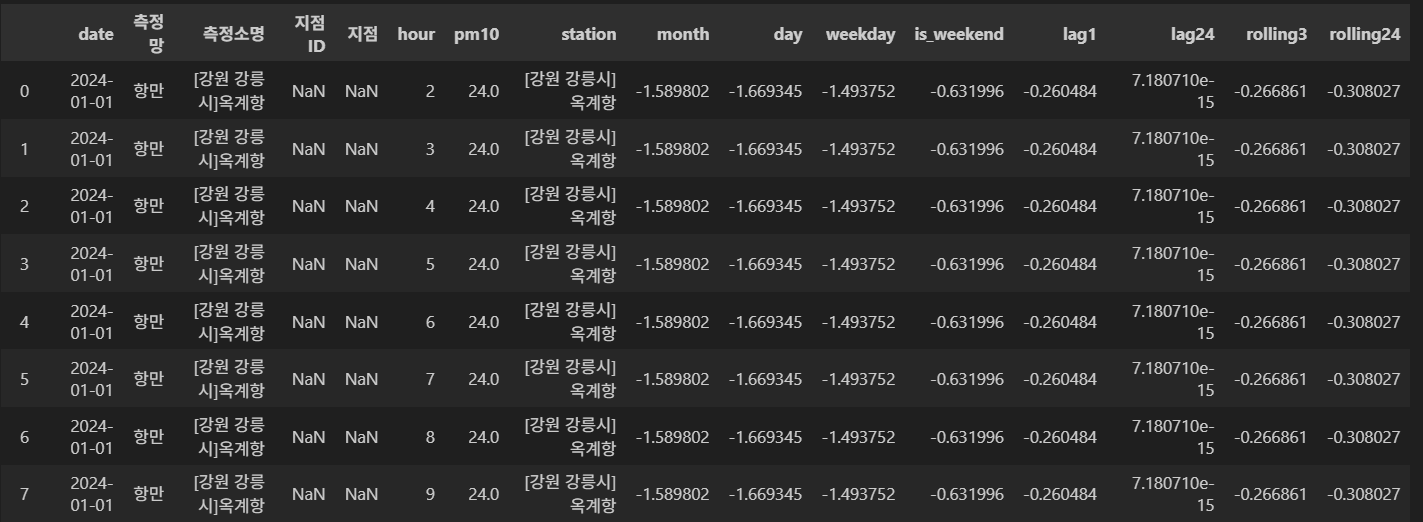 date 측정망 측정소명 지점ID 지점 hour pm10 station month day weekday is_weekend lag1 lag24 rolling3 rolling24
0 2024-01-01 항만 [강원 강릉시]옥계항 NaN NaN 2 24.0 [강원 강릉시]옥계항 -1.589802 -1.669345 -1.493752 -0.631996 -0.260484 7.180710e-15 -0.266861 -0.308027
1 2024-01-01 항만 [강원 강릉시]옥계항 NaN NaN 3 24.0 [강원 강릉시]옥계항 -1.589802 -1.669345 -1.493752 -0.631996 -0.260484 7.180710e-15 -0.266861 -0.308027
2 2024-01-01 항만 [강원 강릉시]옥계항 NaN NaN 4 24.0 [강원 강릉시]옥계항 -1.589802 -1.669345 -1.493752 -0.631996 -0.260484 7.180710e-15 -0.266861 -0.308027
3 2024-01-01 항만 [강원 강릉시]옥계항 NaN NaN 5 24.0 [강원 강릉시]옥계항 -1.589802 -1.669345 -1.493752 -0.631996 -0.260484 7.180710e-15 -0.266861 -0.308027
4 2024-01-01 항만 [강원 강릉시]옥계항 NaN NaN 6 24.0 [강원 강릉시]옥계항 -1.589802 -1.669345 -1.493752 -0.631996 -0.260484 7.180710e-15 -0.266861 -0.308027
5 2024-01-01 항만 [강원 강릉시]옥계항 NaN NaN 7 24.0 [강원 강릉시]옥계항 -1.589802 -1.669345 -1.493752 -0.631996 -0.260484 7.180710e-15 -0.266861 -0.308027
6 2024-01-01 항만 [강원 강릉시]옥계항 NaN NaN 8 24.0 [강원 강릉시]옥계항 -1.589802 -1.669345 -1.493752 -0.631996 -0.260484 7.180710e-15 -0.266861 -0.308027
7 2024-01-01 항만 [강원 강릉시]옥계항 NaN NaN 9 24.0 [강원 강릉시]옥계항 -1.589802 -1.669345 -1.493752 -0.631996 -0.260484 7.180710e-15 -0.266861 -0.308027